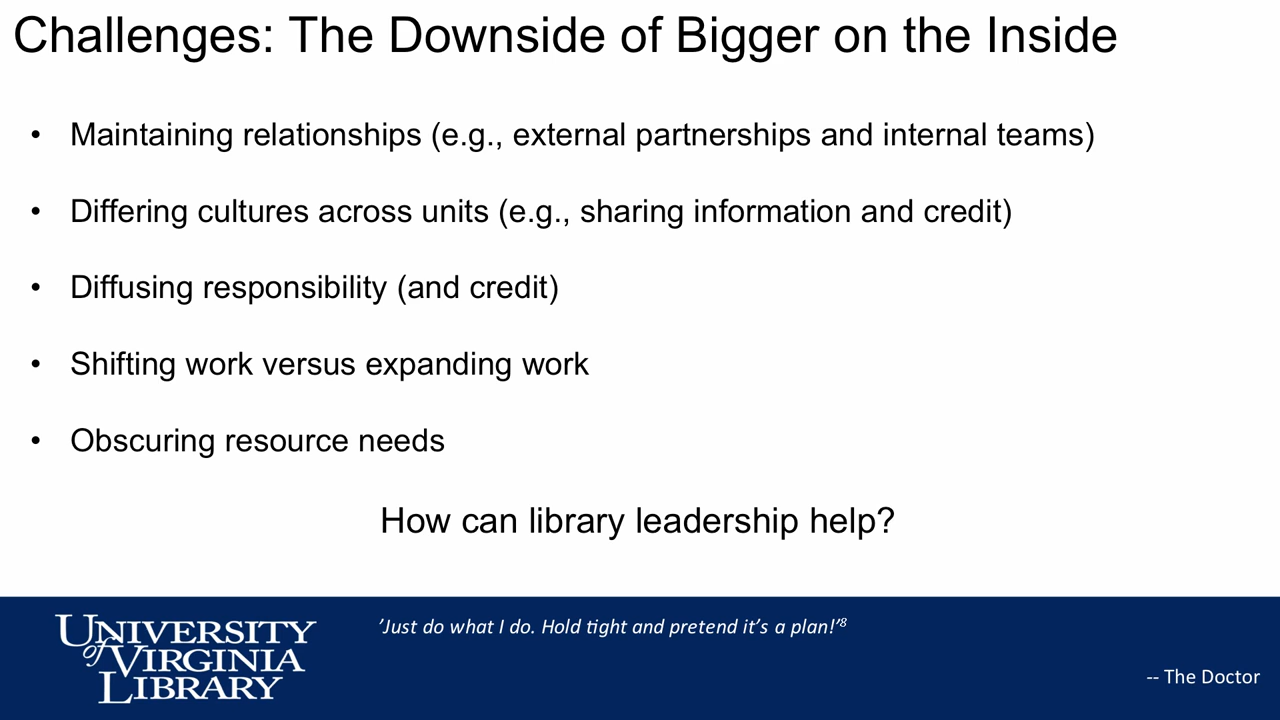 Challenges: The Downside of Bigger on the Inside
• Maintaining relationships (e.g., external partnerships and internal teams)
• Differing cultures across units (e.g., sharing information and credit)
• Diffusing responsibility (and credit)
• Shifting work versus expanding work
• Obscuring resource needs
How can library leadership help?
UNIVERSITY
of VIRGINIA
LIBRARY
’Just do what I do. Hold tight and pretend it’s a plan!’⁸
-- The Doctor